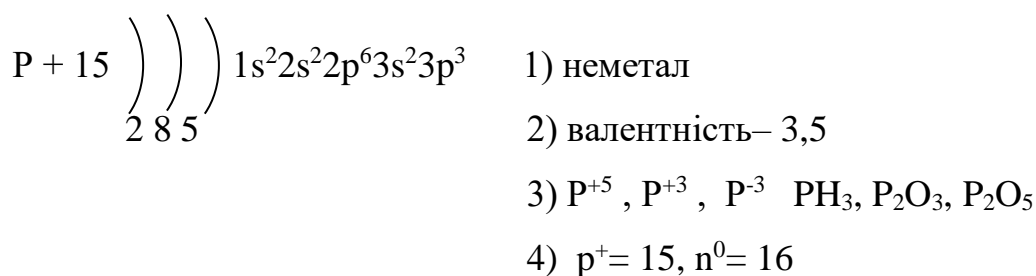 P + 15 ) ) ) 1s²2s²2p⁶3s²3p³ 1) неметал
2 8 5 2) валентність– 3,5
3) P⁺⁵ , P⁺³ , P⁻³ PH₃, P₂O₃, P₂O₅
4) p⁺= 15, n⁰= 16